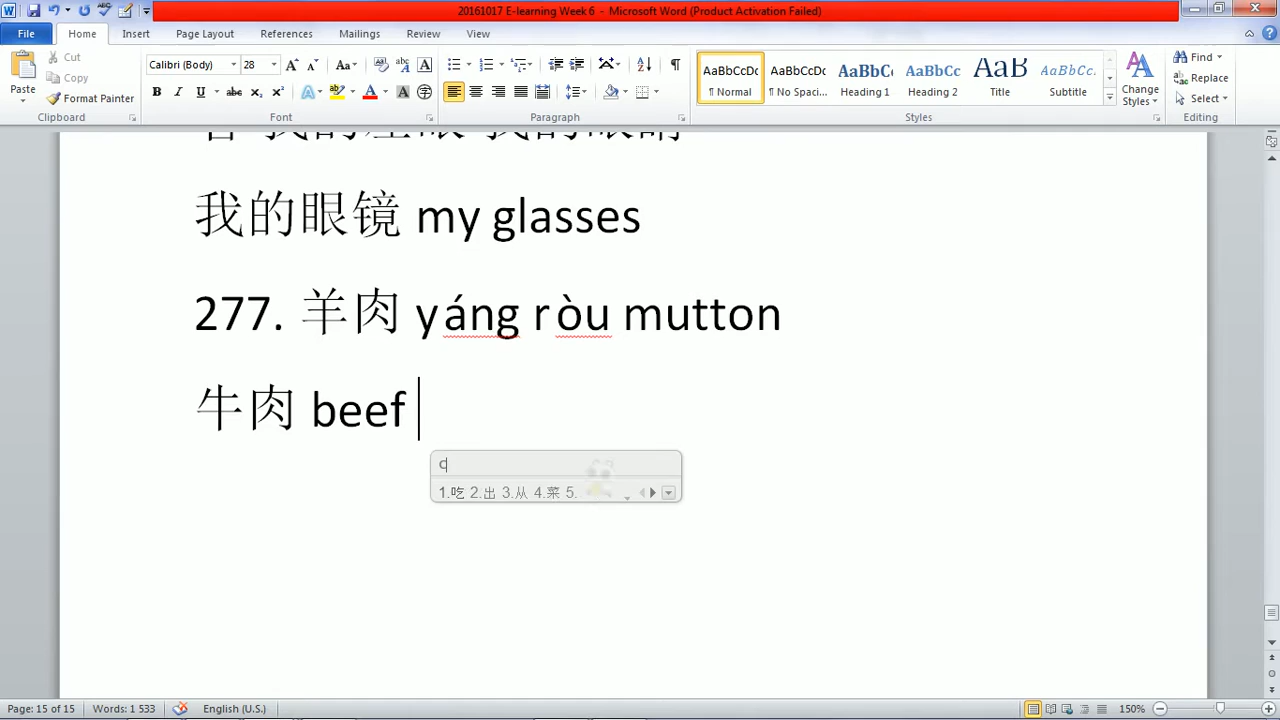 20161017 E-learning Week 6 - Microsoft Word (Product Activation Failed)
File Home Insert Page Layout References Mailings Review View
Cut
Copy
Format Painter
Paste
Clipboard
Calibri (Body) 28
Font
Paragraph
AaBbCcDc AaBbCcDc AaBbCc AaBbCc AaB AaBbCcDc
¶ Normal ¶ No Spaci... Heading 1 Heading 2 Title Subtitle
Styles
Change Styles
Find
Replace
Select
Editing
我的眼镜 my glasses
277. 羊肉 yáng ròu mutton
牛肉 beef
c
1.吃 2.出 3.从 4.菜 5.
Page: 15 of 15 Words: 1 533 English (U.S.) 150%